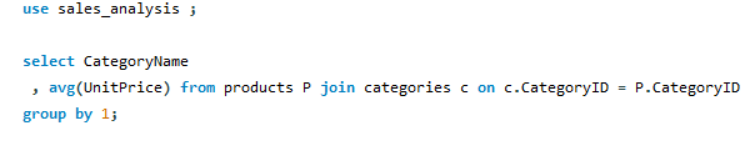 use sales_analysis ;
select CategoryName
, avg(UnitPrice) from products P join categories c on c.CategoryID = P.CategoryID
group by 1;